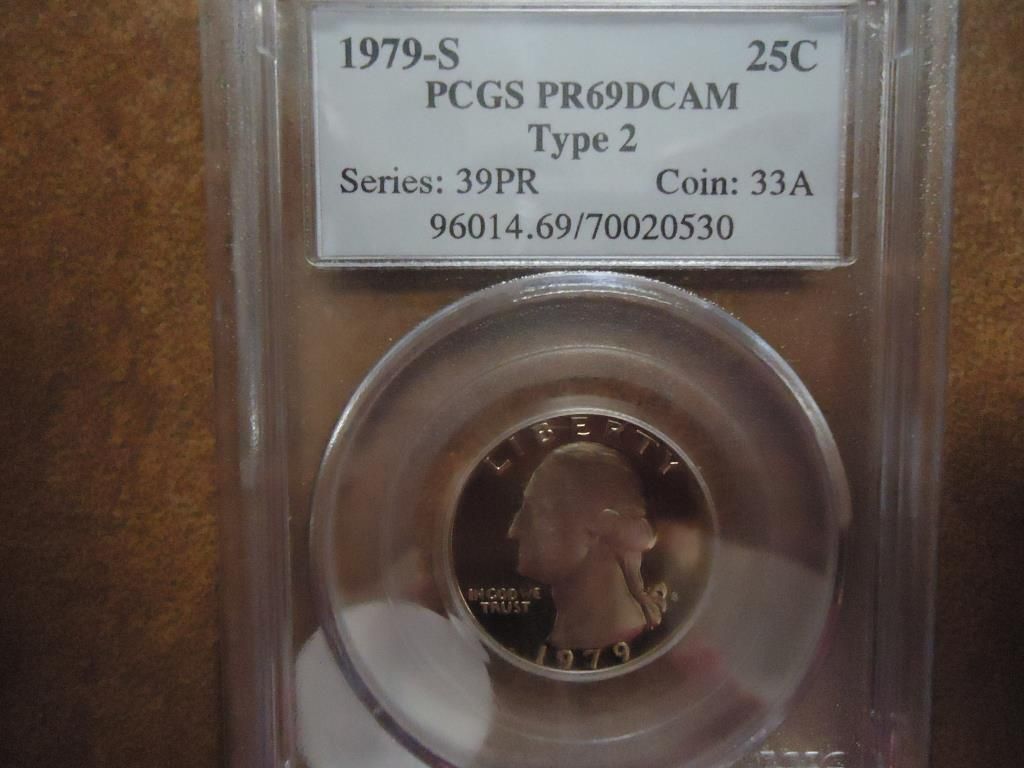 1979-S 25C
PCGS PR69DCAM
Type 2
Series: 39PR Coin: 33A
96014.69/70020530
LIBERTY
IN GOD WE
TRUST
1979